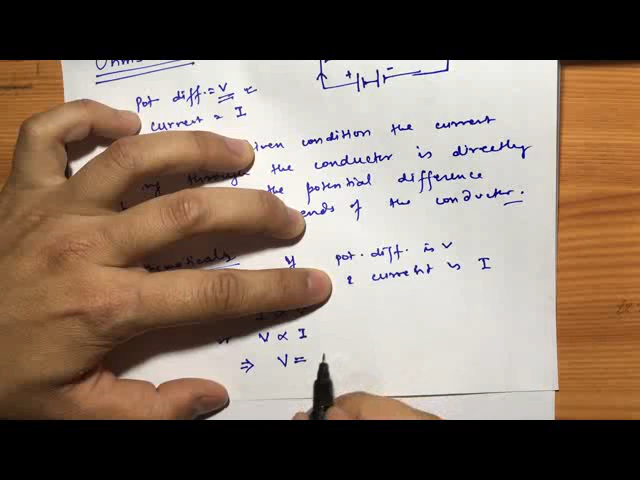 Ohms
+ -
Pot diff. = V
current = I
condition the current
through the conductor is directly
the potential difference
ends of the conductor.
If pot. diff. is V
& current is I
V ∝ I
⇒ V =